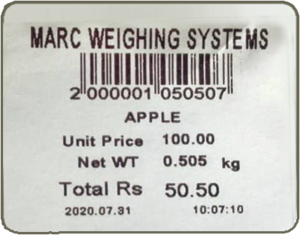 MARC WEIGHING SYSTEMS
2 000001 050507
APPLE
Unit Price 100.00
Net WT 0.505 kg
Total Rs 50.50
2020.07.31 10:07:10